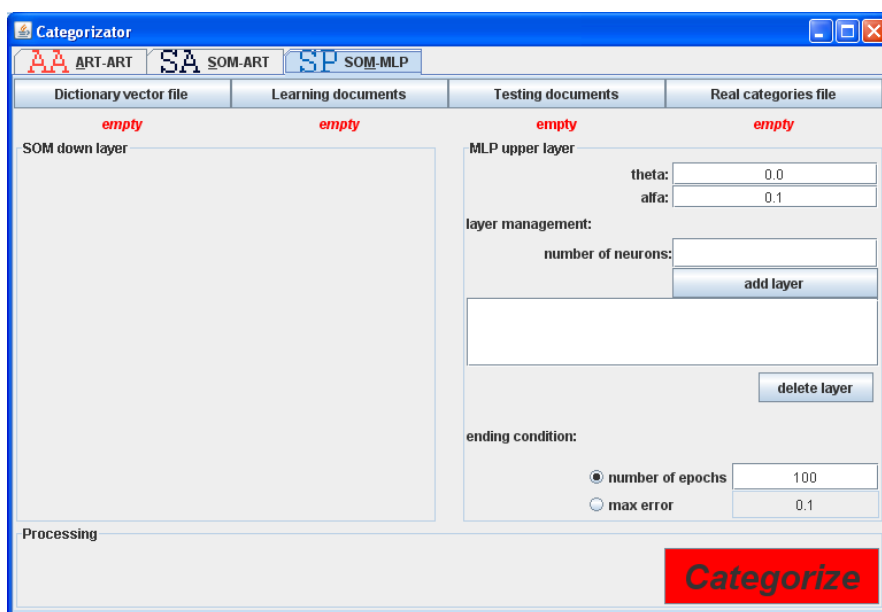 Categorizator
AA ART-ART SA SOM-ART SP SOM-MLP
Dictionary vector file Learning documents Testing documents Real categories file
empty empty empty empty
SOM down layer MLP upper layer
theta: 0.0
alfa: 0.1
layer management:
number of neurons:
add layer
delete layer
ending condition:
number of epochs 100
max error 0.1
Processing
Categorize